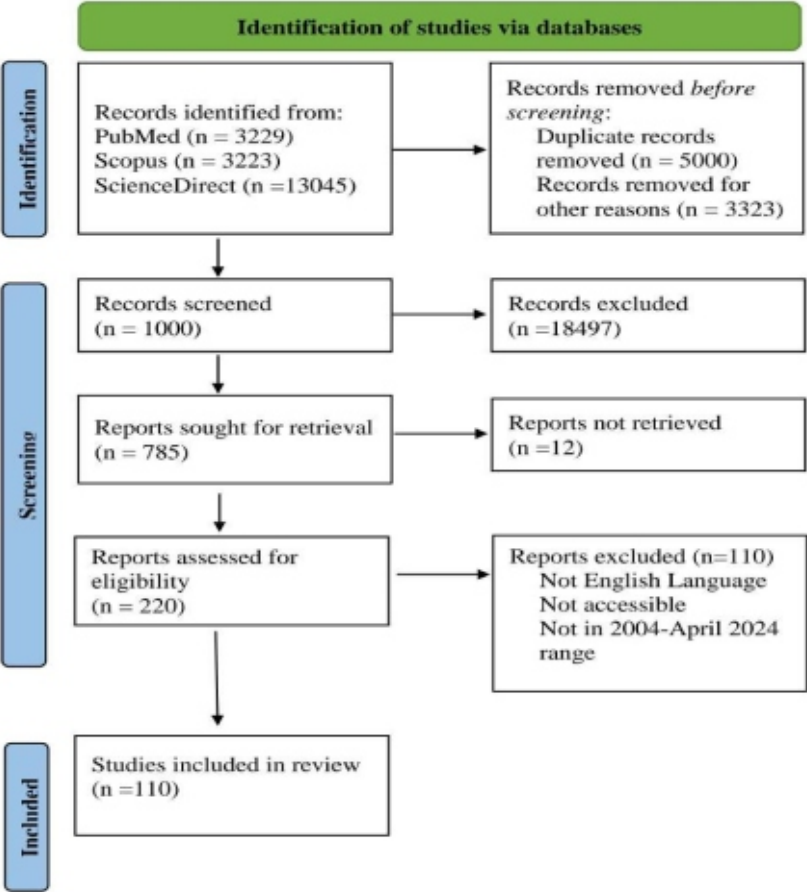 Identification of studies via databases
Identification
Records identified from:
PubMed (n = 3229)
Scopus (n = 3223)
ScienceDirect (n =13045)
Records removed before
screening:
Duplicate records
removed (n = 5000)
Records removed for
other reasons (n = 3323)
Screening
Records screened
(n = 1000)
Records excluded
(n =18497)
Reports sought for retrieval
(n = 785)
Reports not retrieved
(n =12)
Reports assessed for
eligibility
(n = 220)
Reports excluded (n=110)
Not English Language
Not accessible
Not in 2004-April 2024
range
Included
Studies included in review
(n =110)